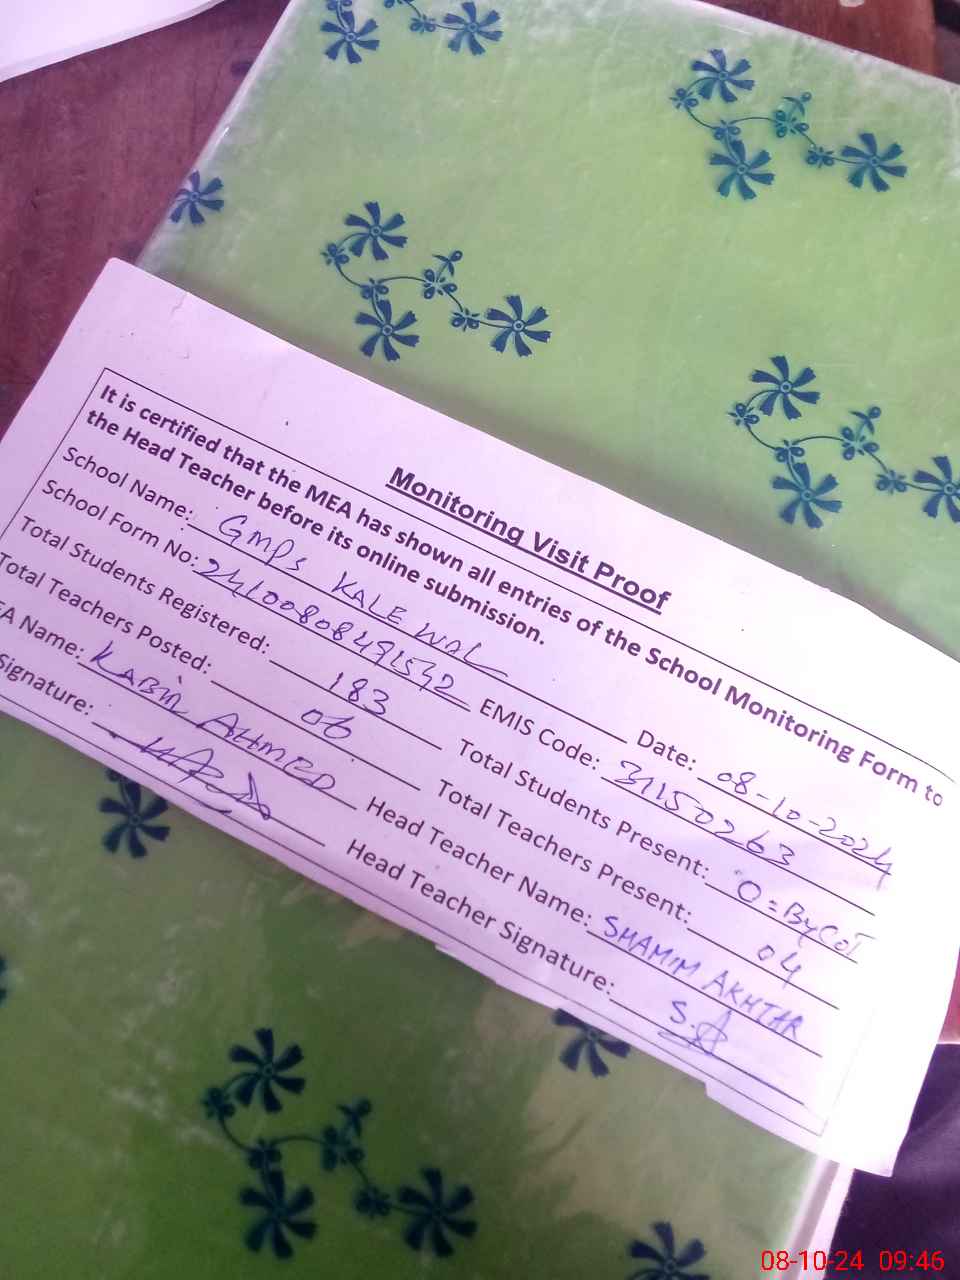 Monitoring Visit Proof
It is certified that the MEA has shown all entries of the School Monitoring Form to
the Head Teacher before its online submission.
School Name: GMPS KALE WAL Date: 08-10-2024
School Form No: 24100808491542 EMIS Code: 31150263
Total Students Registered: 183 Total Students Present: 0=ByCoT
Total Teachers Posted: 06 Total Teachers Present: 04
EA Name: KABIR AHMED Head Teacher Name: SHAMIM AKHTAR
Signature: Head Teacher Signature: S.A
08-10-24 09:46